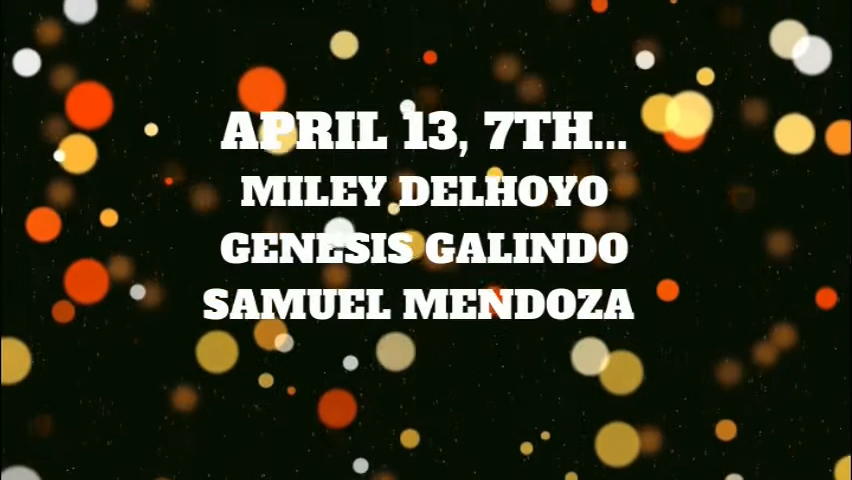 APRIL 13, 7TH...
MILEY DELHOYO
GENESIS GALINDO
SAMUEL MENDOZA